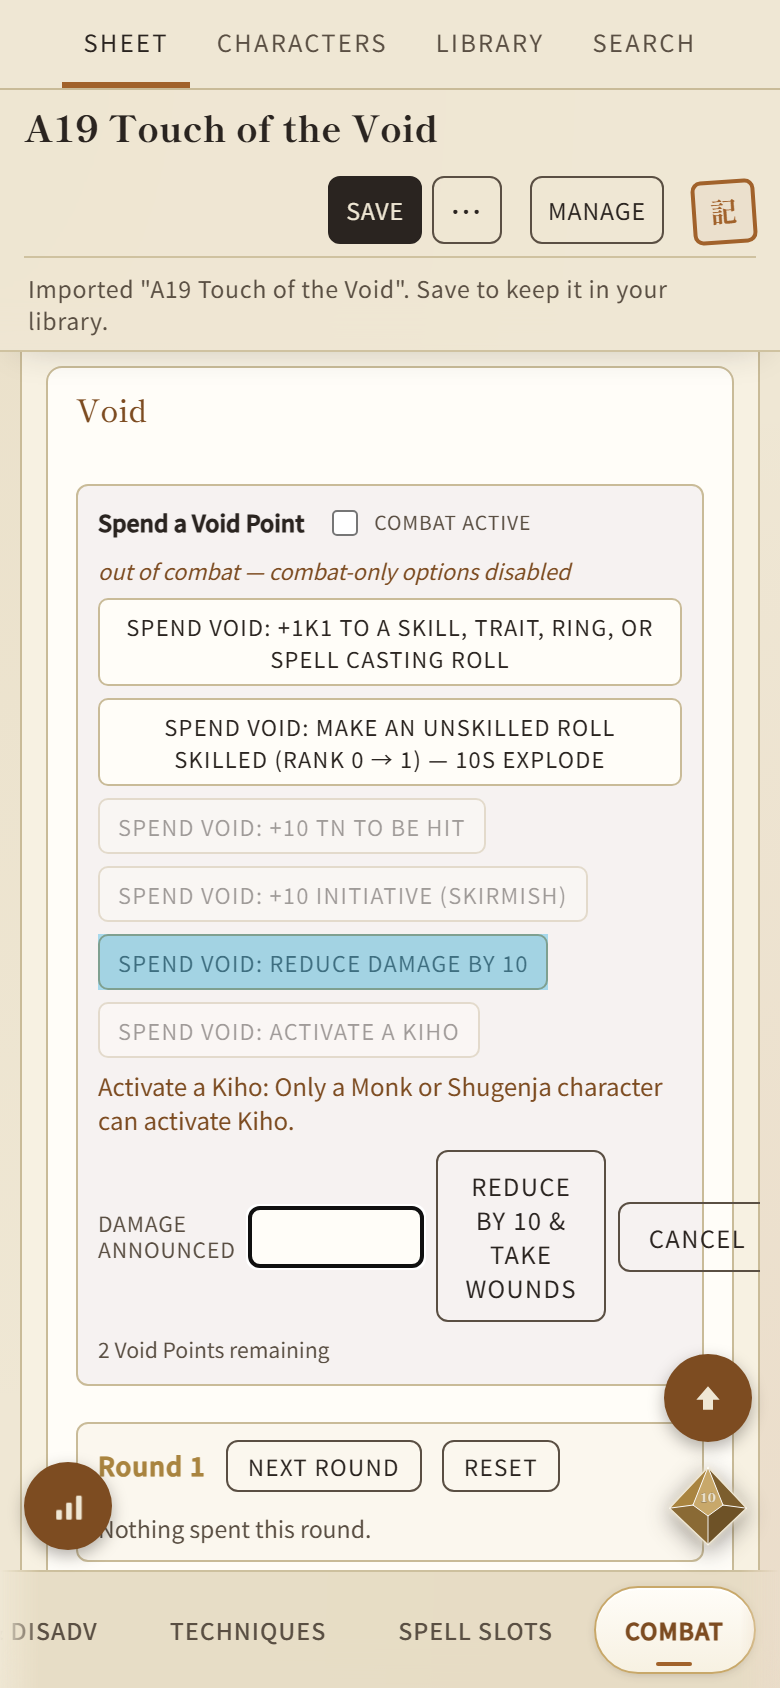 SHEET CHARACTERS LIBRARY SEARCH
A19 Touch of the Void
SAVE ... MANAGE 記
Imported "A19 Touch of the Void". Save to keep it in your
library.
Void
Spend a Void Point COMBAT ACTIVE
out of combat — combat-only options disabled
SPEND VOID: +1K1 TO A SKILL, TRAIT, RING, OR
SPELL CASTING ROLL
SPEND VOID: MAKE AN UNSKILLED ROLL
SKILLED (RANK 0 → 1) — 10S EXPLODE
SPEND VOID: +10 TN TO BE HIT
SPEND VOID: +10 INITIATIVE (SKIRMISH)
SPEND VOID: REDUCE DAMAGE BY 10
SPEND VOID: ACTIVATE A KIHO
Activate a Kiho: Only a Monk or Shugenja character
can activate Kiho.
DAMAGE
ANNOUNCED
REDUCE
BY 10 &
TAKE
WOUNDS
CANCEL
2 Void Points remaining
Round 1 NEXT ROUND RESET
10
Nothing spent this round.
DISADV TECHNIQUES SPELL SLOTS COMBAT